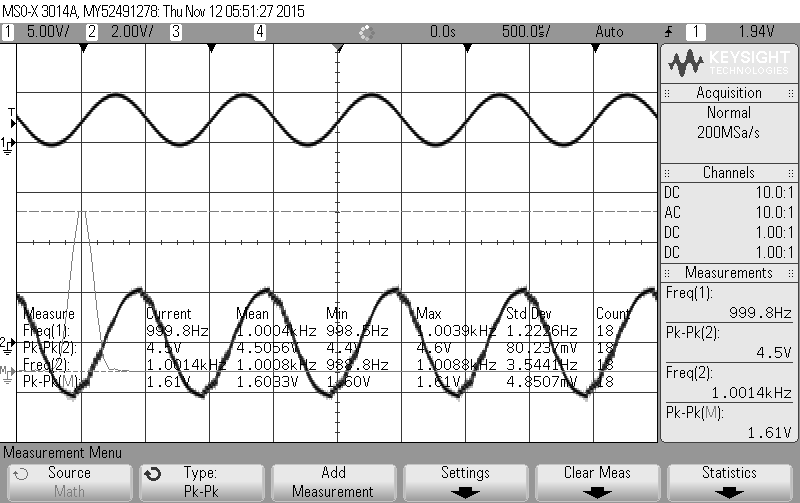 MSO-X 3014A, MY52491278: Thu Nov 12 05:51:27 2015
1 5.00V/ 2 2.00V/ 3 4 0.0s 500.0µs/ Auto 1 1.94V
KEYSIGHT
TECHNOLOGIES
Acquisition
Normal
200MSa/s
Channels
DC 10.0:1
AC 10.0:1
DC 1.00:1
DC 1.00:1
Measurements
Freq(1):
999.8Hz
Pk-Pk(2):
4.5V
Freq(2):
1.0014kHz
Pk-Pk(M):
1.61V
T
1
2
M
Measure Current Mean Min Max Std Dev Count
Freq(1): 999.8Hz 1.0004kHz 998.5Hz 1.0039kHz 1.2226Hz 18
Pk-Pk(2): 4.5V 4.5056V 4.4V 4.6V 80.237mV 18
Freq(2): 1.0014kHz 1.0008kHz 988.8Hz 1.0088kHz 3.5441Hz 18
Pk-Pk(M): 1.61V 1.6033V 1.60V 1.61V 4.8507mV 18
Measurement Menu
Source
Math
Type:
Pk-Pk
Add
Measurement
Settings
Clear Meas
Statistics